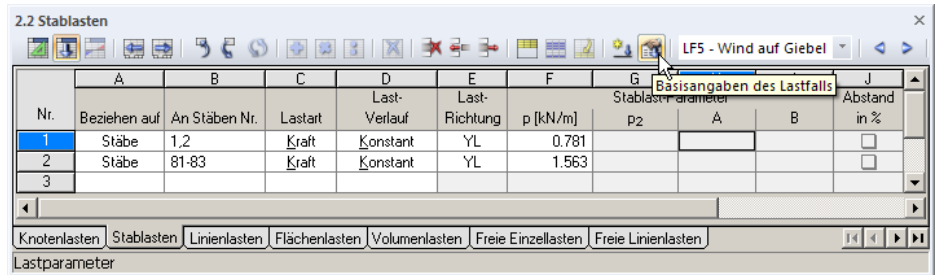 2.2 Stablasten
LF5 - Wind auf Giebel
Basisangaben des Lastfalls
A B C D E F G J
Last- Last- Stablast-Parameter Abstand
Nr. Beziehen auf An Stäben Nr. Lastart Verlauf Richtung p [kN/m] p2 A B in %
1 Stäbe 1,2 Kraft Konstant YL 0.781
2 Stäbe 81-83 Kraft Konstant YL 1.563
3
Knotenlasten Stablasten Linienlasten Flächenlasten Volumenlasten Freie Einzellasten Freie Linienlasten
Lastparameter